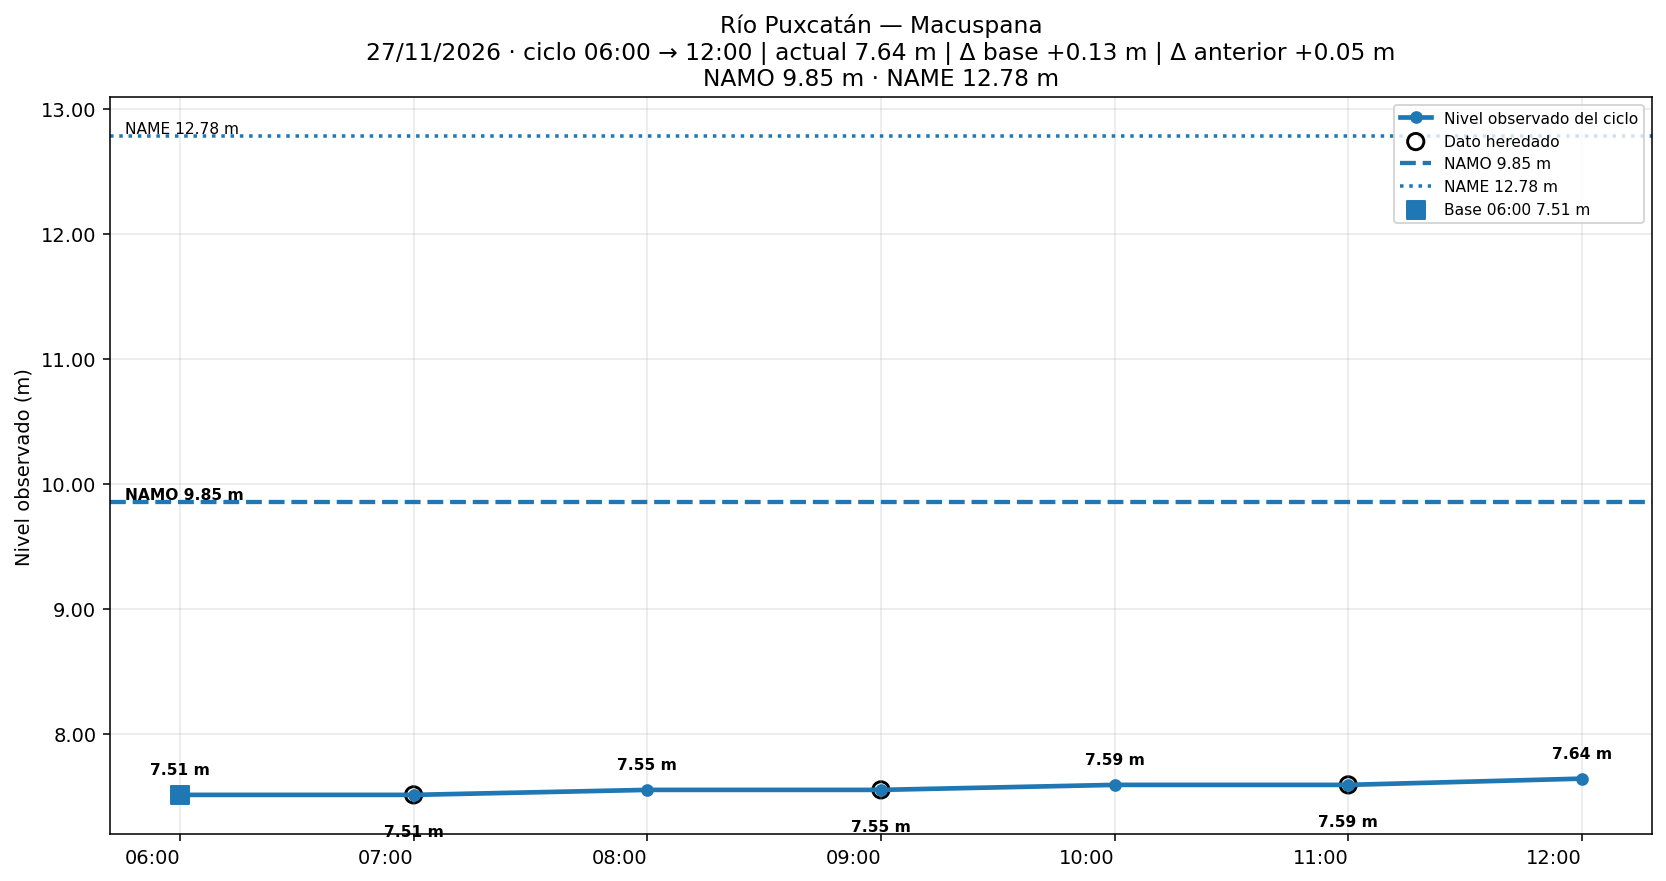 Río Puxcatán — Macuspana
27/11/2026 · ciclo 06:00 → 12:00 | actual 7.64 m | Δ base +0.13 m | Δ anterior +0.05 m
NAMO 9.85 m · NAME 12.78 m
13.00
12.00
11.00
10.00
9.00
8.00
Nivel observado (m)
NAME 12.78 m
NAMO 9.85 m
Nivel observado del ciclo
Dato heredado
NAMO 9.85 m
NAME 12.78 m
Base 06:00 7.51 m
7.51 m
7.51 m
7.55 m
7.55 m
7.59 m
7.59 m
7.64 m
06:00
07:00
08:00
09:00
10:00
11:00
12:00